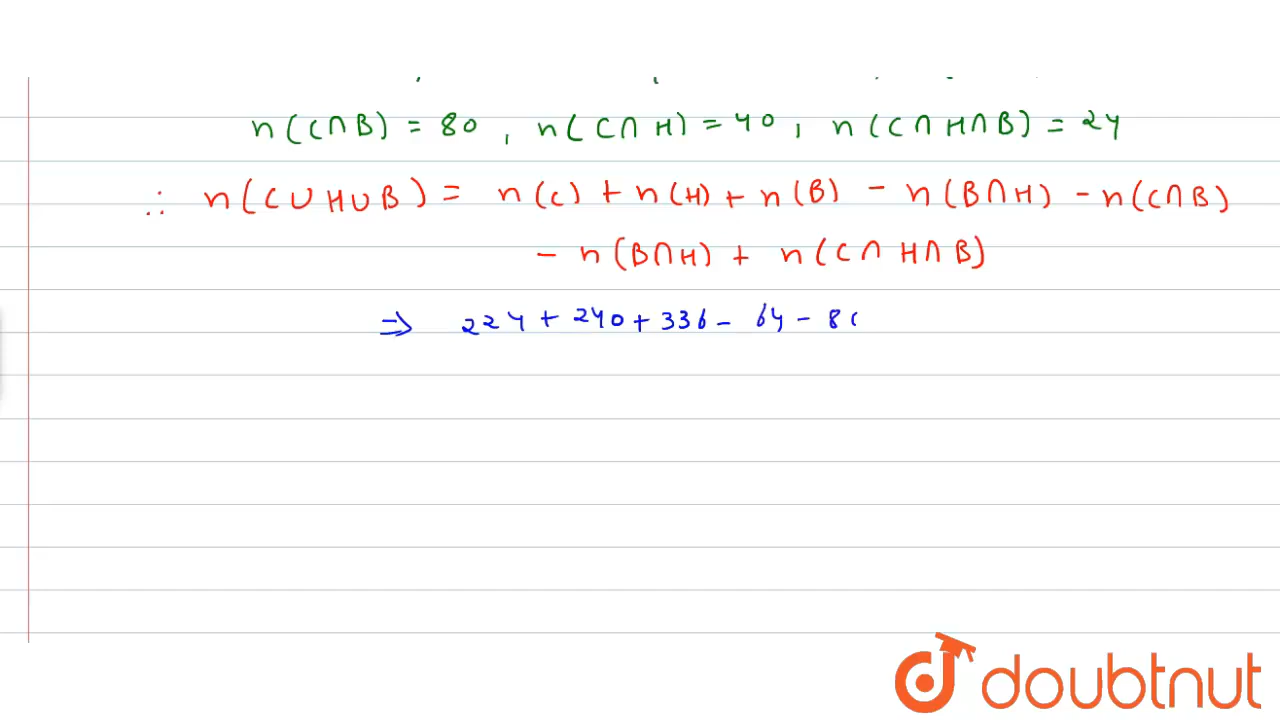 n(C∩B) = 80 , n(C∩H) = 40 , n(C∩H∩B) = 24
∴ n(C∪H∪B) = n(C) + n(H) + n(B) - n(B∩H) - n(C∩B)
- n(B∩H) + n(C∩H∩B)
⇒ 224 + 240 + 336 - 64 - 8
doubtnut